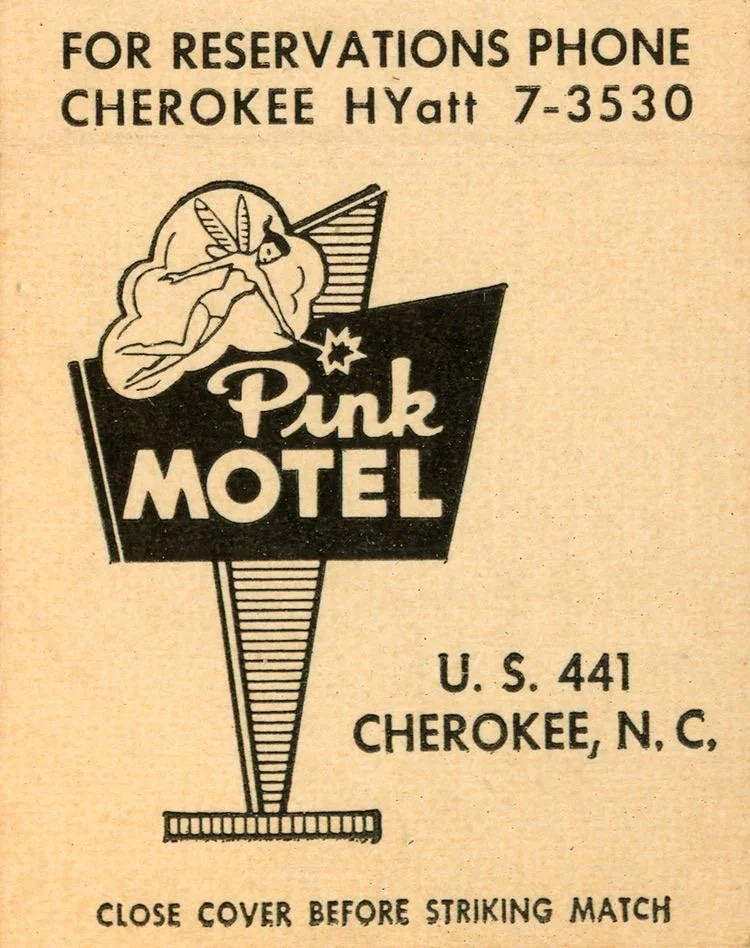 FOR RESERVATIONS PHONE
CHEROKEE HYatt 7-3530
Pink
MOTEL
U. S. 441
CHEROKEE, N. C.
CLOSE COVER BEFORE STRIKING MATCH